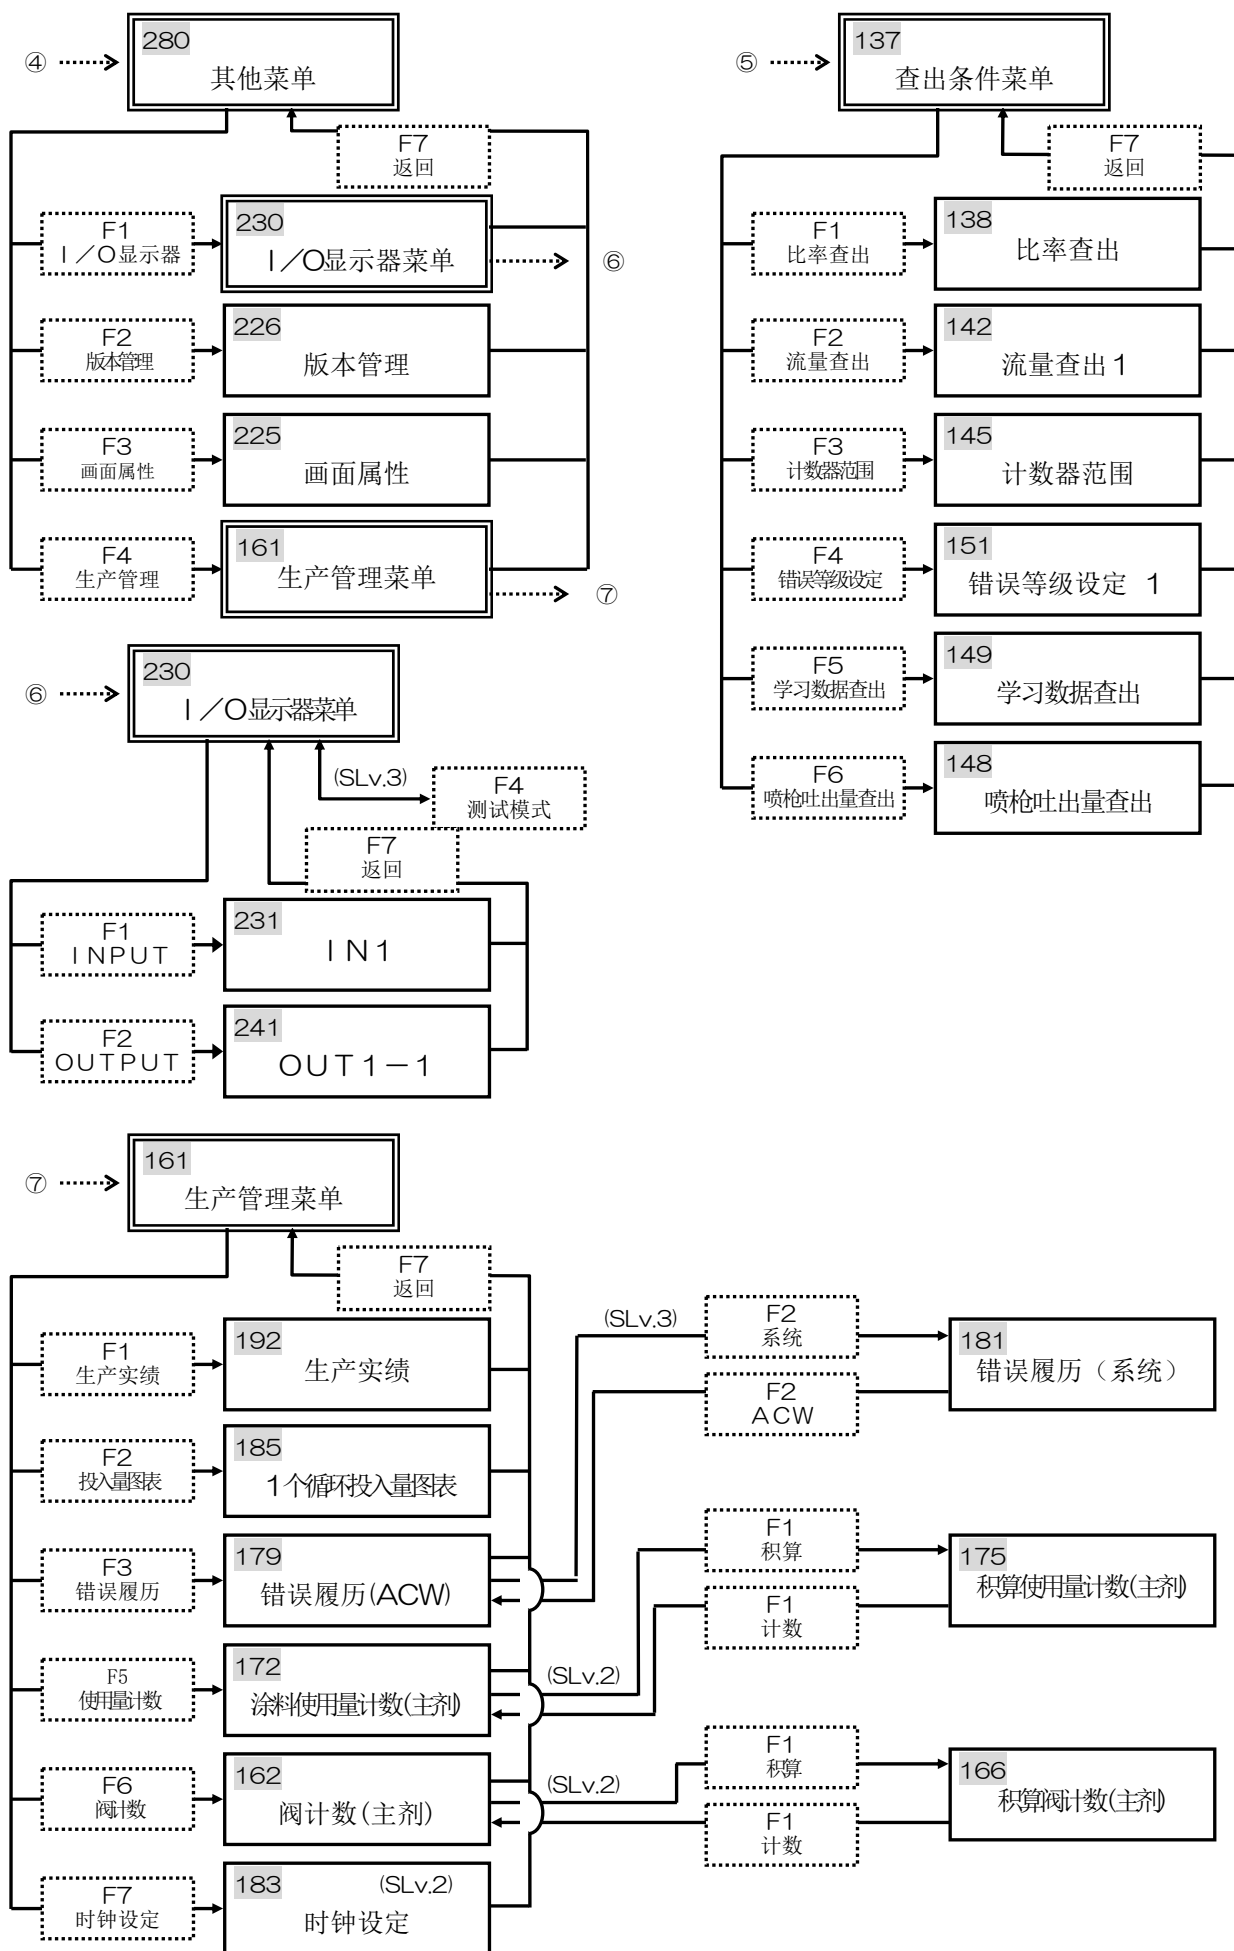 ④
280
其他菜单
F7
返回
F1
I／O显示器
230
I／O显示器菜单
⑥
F2
版本管理
226
版本管理
F3
画面属性
225
画面属性
F4
生产管理
161
生产管理菜单
⑦
⑤
137
查出条件菜单
F7
返回
F1
比率查出
138
比率查出
F2
流量查出
142
流量查出1
F3
计数器范围
145
计数器范围
F4
错误等级设定
151
错误等级设定 1
F5
学习数据查出
149
学习数据查出
F6
喷枪吐出量查出
148
喷枪吐出量查出
⑥
230
I／O显示器菜单
(SLv.3)
F4
测试模式
F7
返回
F1
INPUT
231
IN1
F2
OUTPUT
241
OUT1－1
⑦
161
生产管理菜单
F7
返回
F1
生产实绩
192
生产实绩
F2
投入量图表
185
1个循环投入量图表
F3
错误履历
179
错误履历(ACW)
(SLv.3)
F2
系统
F2
ACW
181
错误履历（系统）
F5
使用量计数
172
涂料使用量计数(主剂)
(SLv.2)
F1
积算
F1
计数
175
积算使用量计数(主剂)
F6
阀计数
162
阀计数(主剂)
(SLv.2)
F1
积算
F1
计数
166
积算阀计数(主剂)
F7
时钟设定
183
(SLv.2)
时钟设定